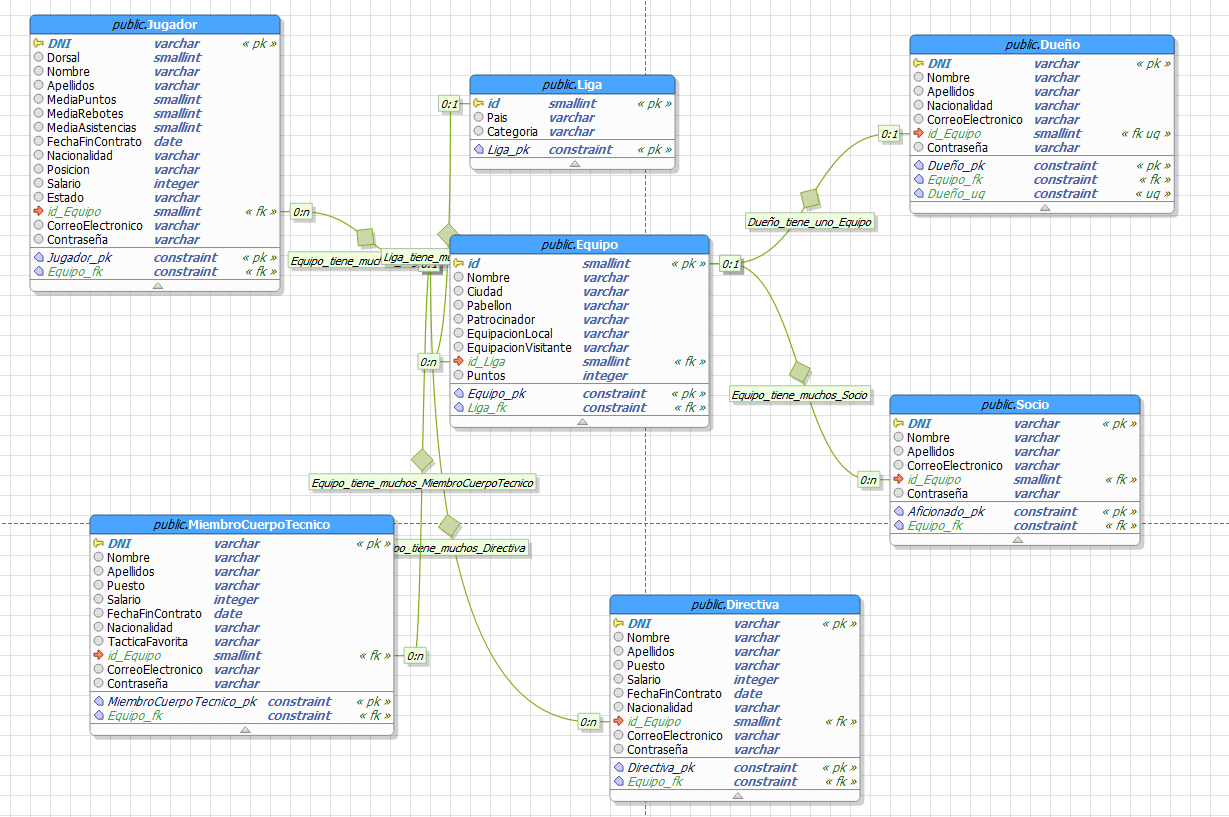 public.Jugador
DNI varchar « pk »
Dorsal smallint
Nombre varchar
Apellidos varchar
MediaPuntos smallint
MediaRebotes smallint
MediaAsistencias smallint
FechaFinContrato date
Nacionalidad varchar
Posicion varchar
Salario integer
Estado varchar
id_Equipo smallint « fk »
CorreoElectronico varchar
Contraseña varchar
Jugador_pk constraint « pk »
Equipo_fk constraint « fk »
0:n
Equipo_tiene_muc
Liga_tiene_mu
0:1
public.Liga
id smallint « pk »
Pais varchar
Categoria varchar
Liga_pk constraint « pk »
public.Dueño
DNI varchar « pk »
Nombre varchar
Apellidos varchar
Nacionalidad varchar
CorreoElectronico varchar
0:1
id_Equipo smallint « fk uq »
Contraseña varchar
Dueño_pk constraint « pk »
Equipo_fk constraint « fk »
Dueño_uq constraint « uq »
Dueño_tiene_uno_Equipo
public.Equipo
0:1
id smallint « pk »
0:1
Nombre varchar
Ciudad varchar
Pabellon varchar
Patrocinador varchar
EquipacionLocal varchar
EquipacionVisitante varchar
0:n
id_Liga smallint « fk »
Puntos integer
Equipo_pk constraint « pk »
Liga_fk constraint « fk »
Equipo_tiene_muchos_Socio
public.Socio
DNI varchar « pk »
Nombre varchar
Apellidos varchar
CorreoElectronico varchar
0:n
id_Equipo smallint « fk »
Contraseña varchar
Aficionado_pk constraint « pk »
Equipo_fk constraint « fk »
Equipo_tiene_muchos_MiembroCuerpoTecnico
po_tiene_muchos_Directiva
public.MiembroCuerpoTecnico
DNI varchar « pk »
Nombre varchar
Apellidos varchar
Puesto varchar
Salario integer
FechaFinContrato date
Nacionalidad varchar
TacticaFavorita varchar
id_Equipo smallint « fk »
0:n
CorreoElectronico varchar
Contraseña varchar
MiembroCuerpoTecnico_pk constraint « pk »
Equipo_fk constraint « fk »
public.Directiva
DNI varchar « pk »
Nombre varchar
Apellidos varchar
Puesto varchar
Salario integer
FechaFinContrato date
Nacionalidad varchar
0:n
id_Equipo smallint « fk »
CorreoElectronico varchar
Contraseña varchar
Directiva_pk constraint « pk »
Equipo_fk constraint « fk »